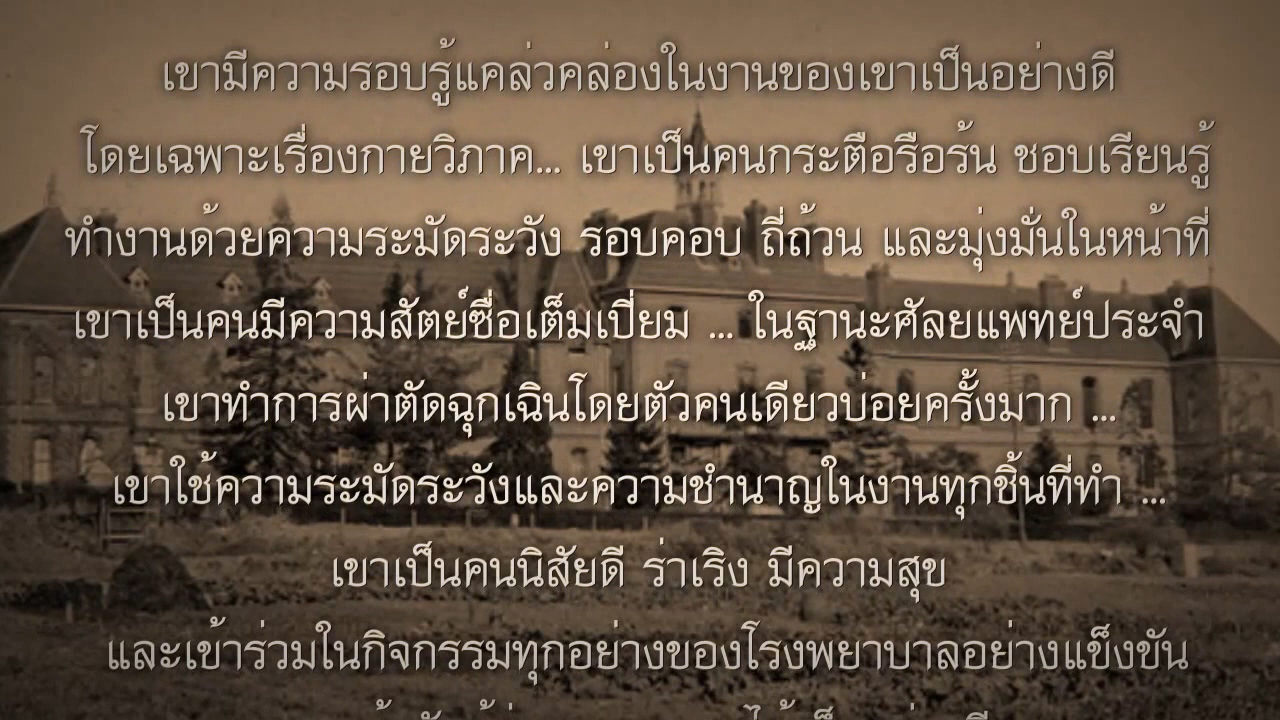 เขามีความรอบรู้แคล่วคล่องในงานของเขาเป็นอย่างดี
โดยเฉพาะเรื่องกายวิภาค... เขาเป็นคนกระตือรือร้น ชอบเรียนรู้
ทำงานด้วยความระมัดระวัง รอบคอบ ถี่ถ้วน และมุ่งมั่นในหน้าที่
เขาเป็นคนมีความสัตย์ซื่อเต็มเปี่ยม ... ในฐานะศัลยแพทย์ประจำ
เขาทำการผ่าตัดฉุกเฉินโดยตัวคนเดียวบ่อยครั้งมาก ...
เขาใช้ความระมัดระวังและความชำนาญในงานทุกชิ้นที่ทำ ...
เขาเป็นคนนิสัยดี ร่าเริง มีความสุข
และเข้าร่วมในกิจกรรมทุกอย่างของโรงพยาบาลอย่างแข็งขัน